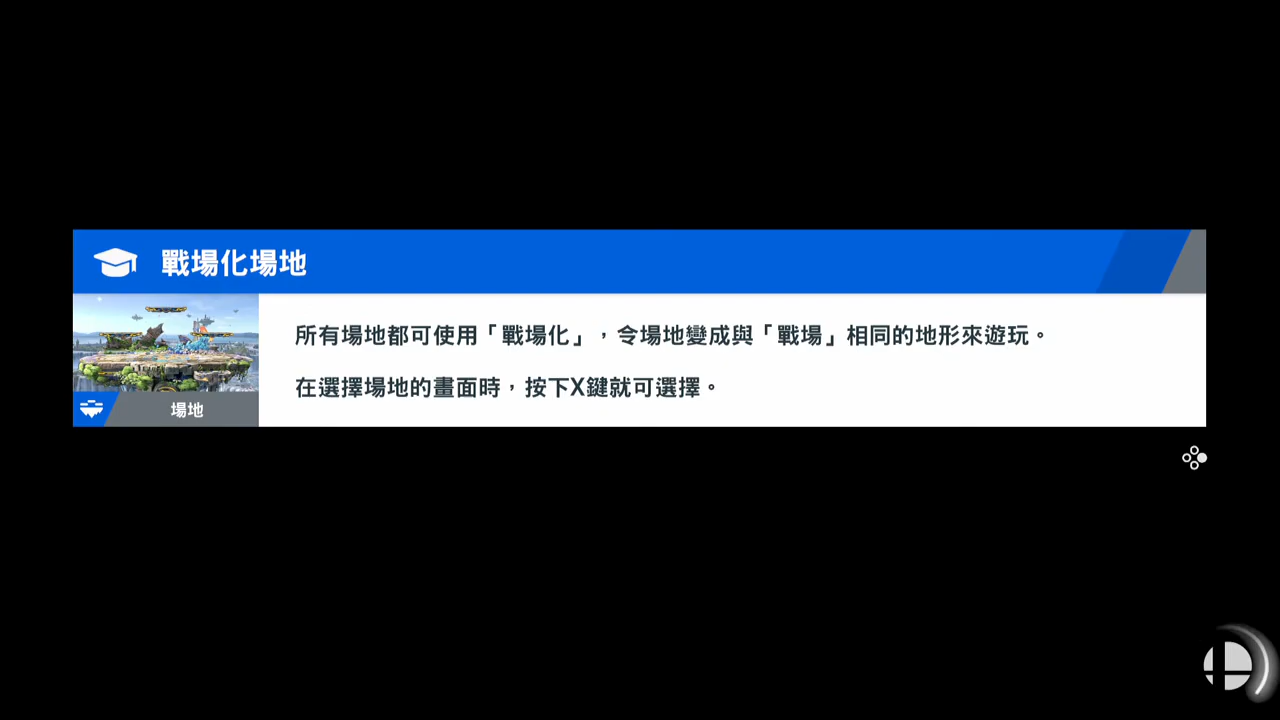 戰場化場地
所有場地都可使用「戰場化」，令場地變成與「戰場」相同的地形來遊玩。
在選擇場地的畫面時，按下X鍵就可選擇。
場地